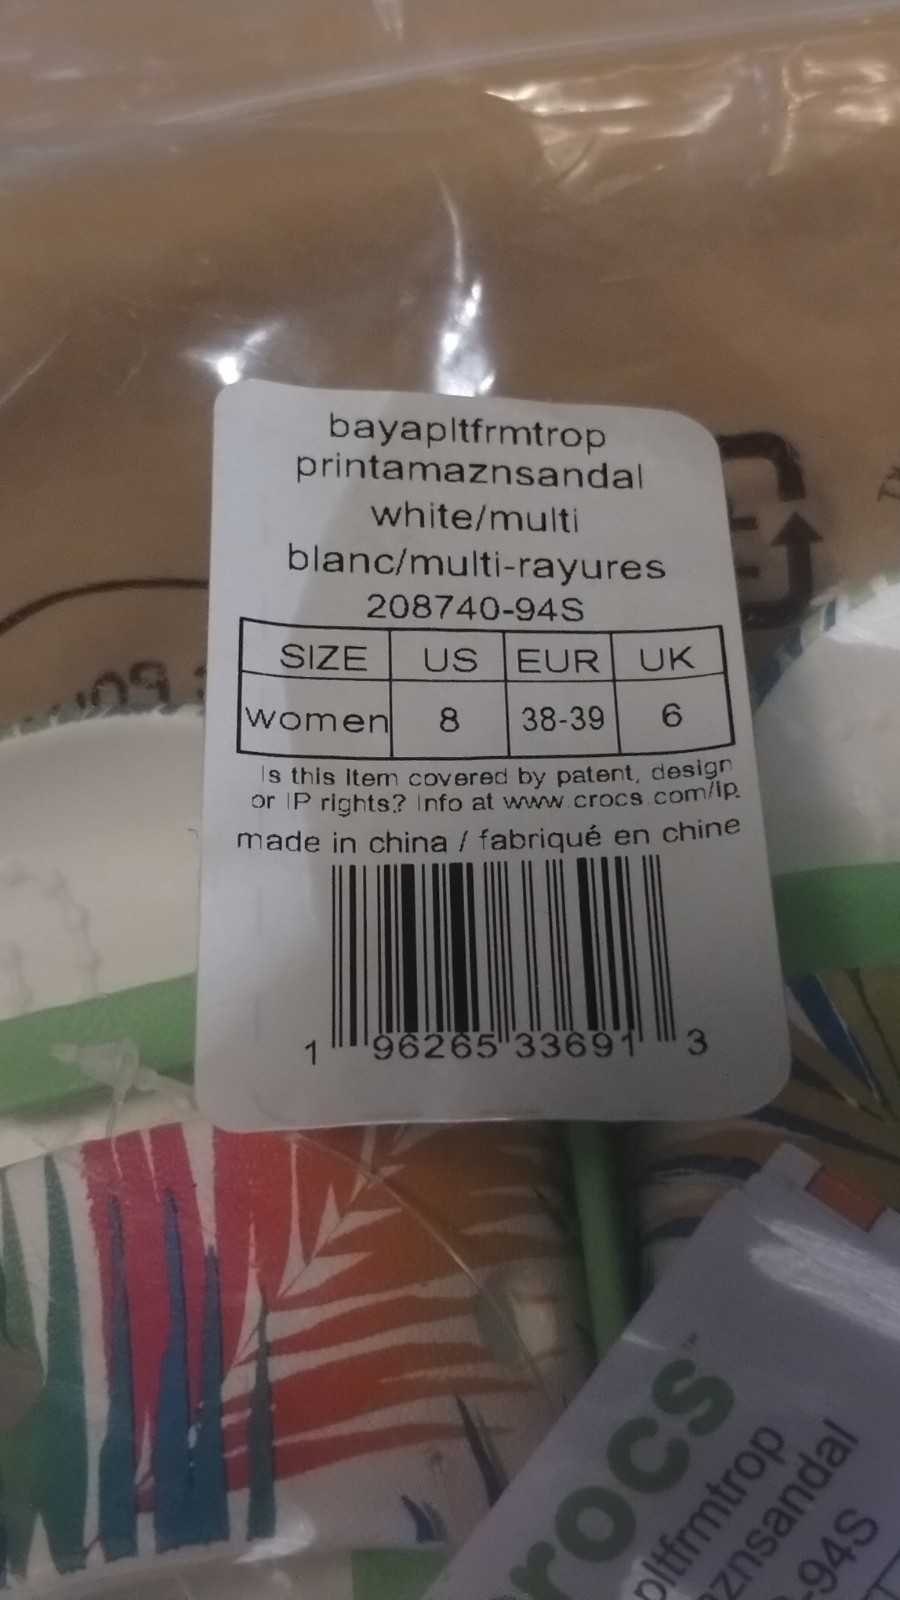 bayapltfrmtrop
printamaznsandal
white/multi
blanc/multi-rayures
208740-94S
SIZE US EUR UK
women 8 38-39 6
Is this Item covered by patent, design
or IP rights? Info at www.crocs.com/ip.
made in china / fabriqué en chine
1 96265 33691 3
rocs™
pltfrmtrop
aznsandal
-94S